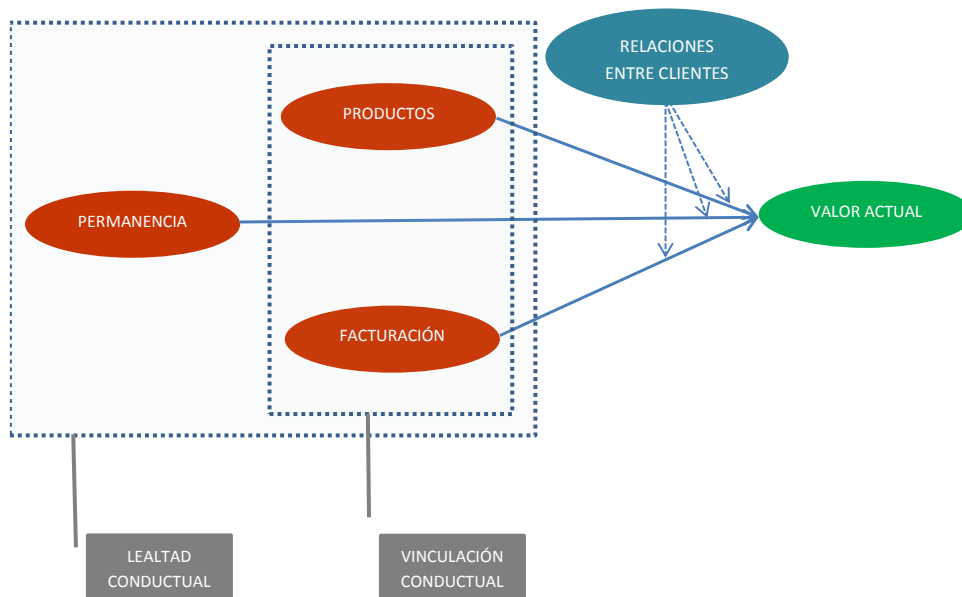 RELACIONES
ENTRE CLIENTES
PRODUCTOS
PERMANENCIA
VALOR ACTUAL
FACTURACIÓN
LEALTAD
CONDUCTUAL
VINCULACIÓN
CONDUCTUAL